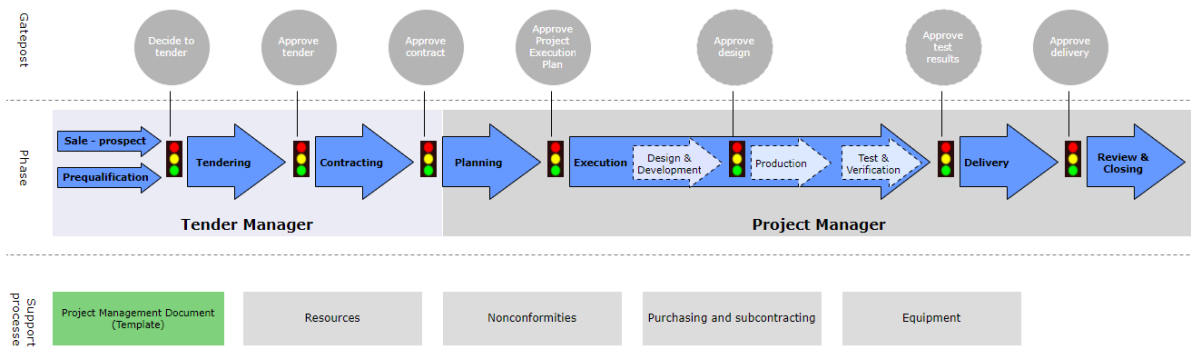 Gatepost
Decide to
tender
Approve
tender
Approve
contract
Approve
Project
Execution
Plan
Approve
design
Approve
test
results
Approve
delivery
Phase
Sale - prospect
Prequalification
Tendering
Contracting
Planning
Execution
Design &
Development
Production
Test &
Verification
Delivery
Review &
Closing
Tender Manager
Project Manager
Support
processe
Project Management Document
(Template)
Resources
Nonconformities
Purchasing and subcontracting
Equipment